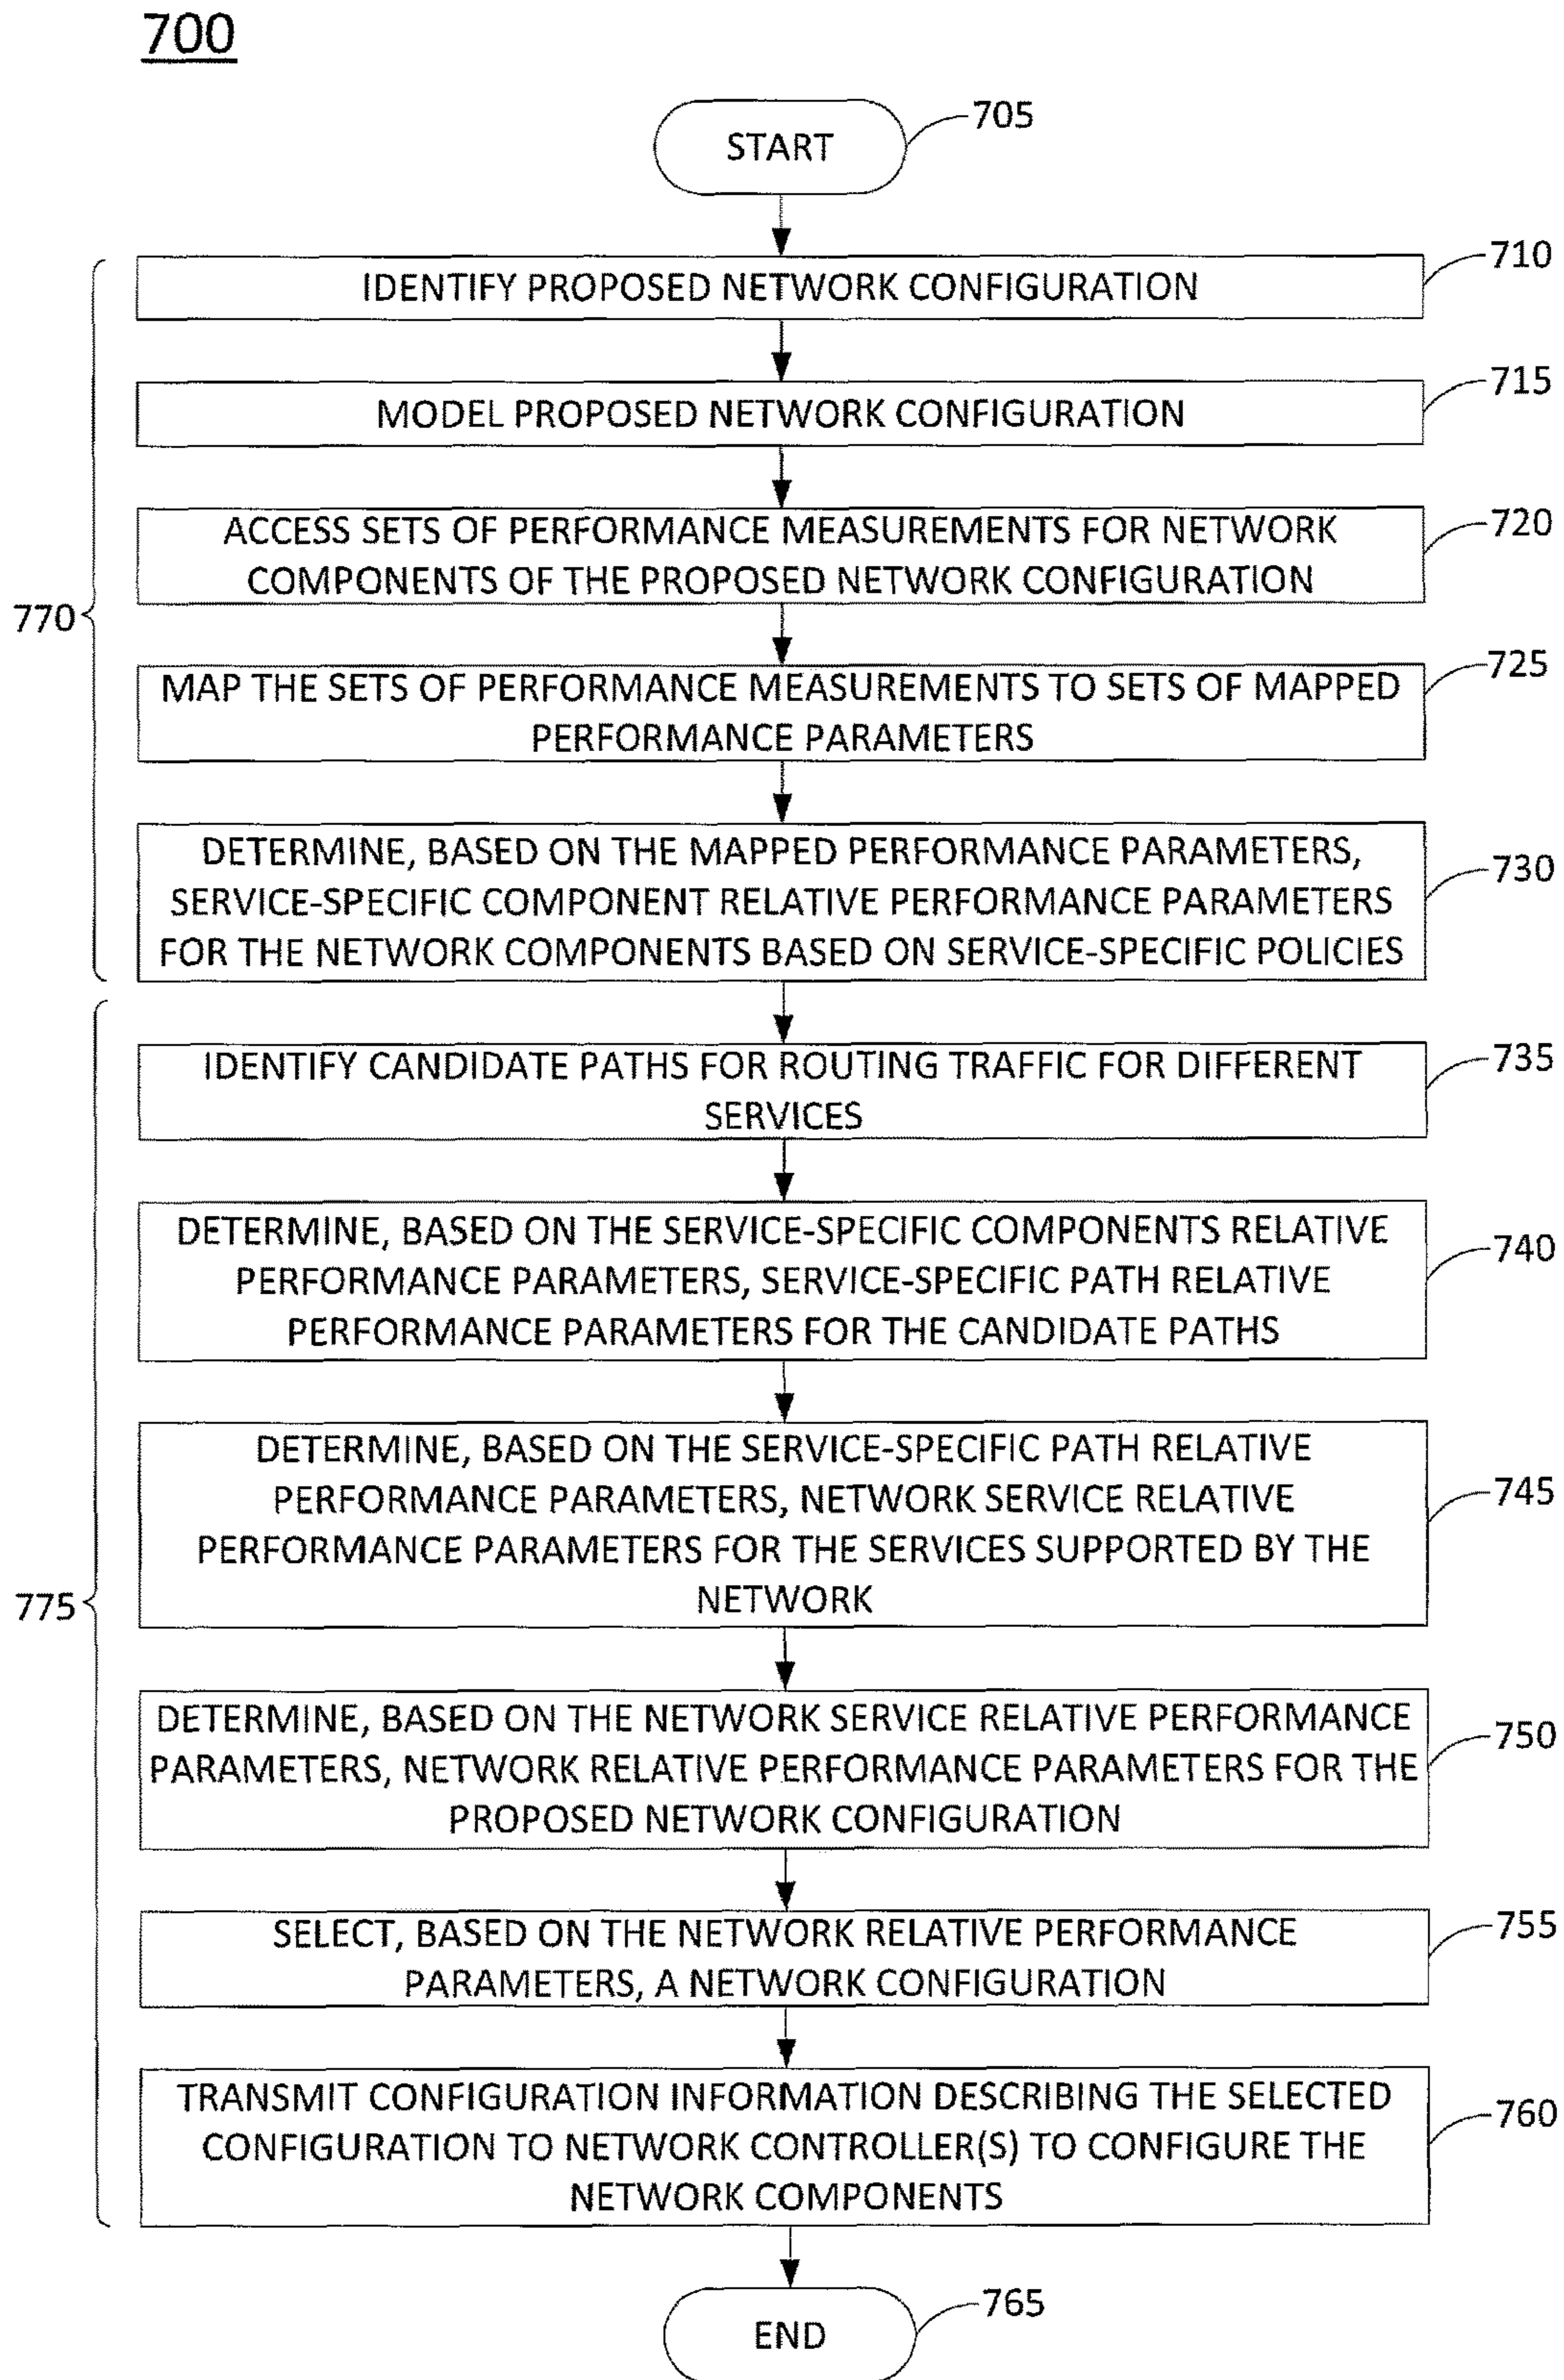 700
START
705
IDENTIFY PROPOSED NETWORK CONFIGURATION
710
MODEL PROPOSED NETWORK CONFIGURATION
715
ACCESS SETS OF PERFORMANCE MEASUREMENTS FOR NETWORK
COMPONENTS OF THE PROPOSED NETWORK CONFIGURATION
720
770
MAP THE SETS OF PERFORMANCE MEASUREMENTS TO SETS OF MAPPED
PERFORMANCE PARAMETERS
725
DETERMINE, BASED ON THE MAPPED PERFORMANCE PARAMETERS,
SERVICE-SPECIFIC COMPONENT RELATIVE PERFORMANCE PARAMETERS
FOR THE NETWORK COMPONENTS BASED ON SERVICE-SPECIFIC POLICIES
730
IDENTIFY CANDIDATE PATHS FOR ROUTING TRAFFIC FOR DIFFERENT
SERVICES
735
DETERMINE, BASED ON THE SERVICE-SPECIFIC COMPONENTS RELATIVE
PERFORMANCE PARAMETERS, SERVICE-SPECIFIC PATH RELATIVE
PERFORMANCE PARAMETERS FOR THE CANDIDATE PATHS
740
DETERMINE, BASED ON THE SERVICE-SPECIFIC PATH RELATIVE
PERFORMANCE PARAMETERS, NETWORK SERVICE RELATIVE
PERFORMANCE PARAMETERS FOR THE SERVICES SUPPORTED BY THE
NETWORK
745
775
DETERMINE, BASED ON THE NETWORK SERVICE RELATIVE PERFORMANCE
PARAMETERS, NETWORK RELATIVE PERFORMANCE PARAMETERS FOR THE
PROPOSED NETWORK CONFIGURATION
750
SELECT, BASED ON THE NETWORK RELATIVE PERFORMANCE
PARAMETERS, A NETWORK CONFIGURATION
755
TRANSMIT CONFIGURATION INFORMATION DESCRIBING THE SELECTED
CONFIGURATION TO NETWORK CONTROLLER(S) TO CONFIGURE THE
NETWORK COMPONENTS
760
END
765